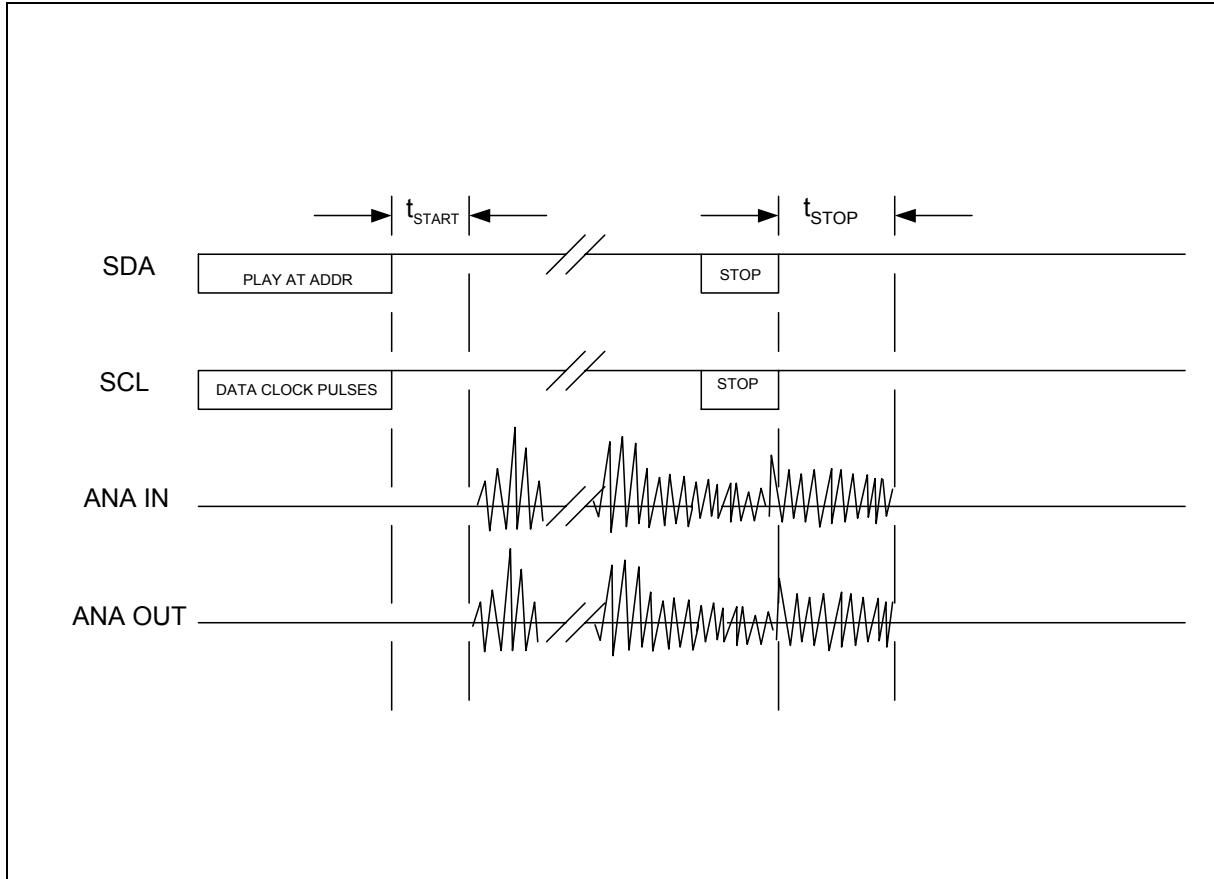 tSTART
tSTOP
SDA
PLAY AT ADDR
STOP
SCL
DATA CLOCK PULSES
STOP
ANA IN
ANA OUT